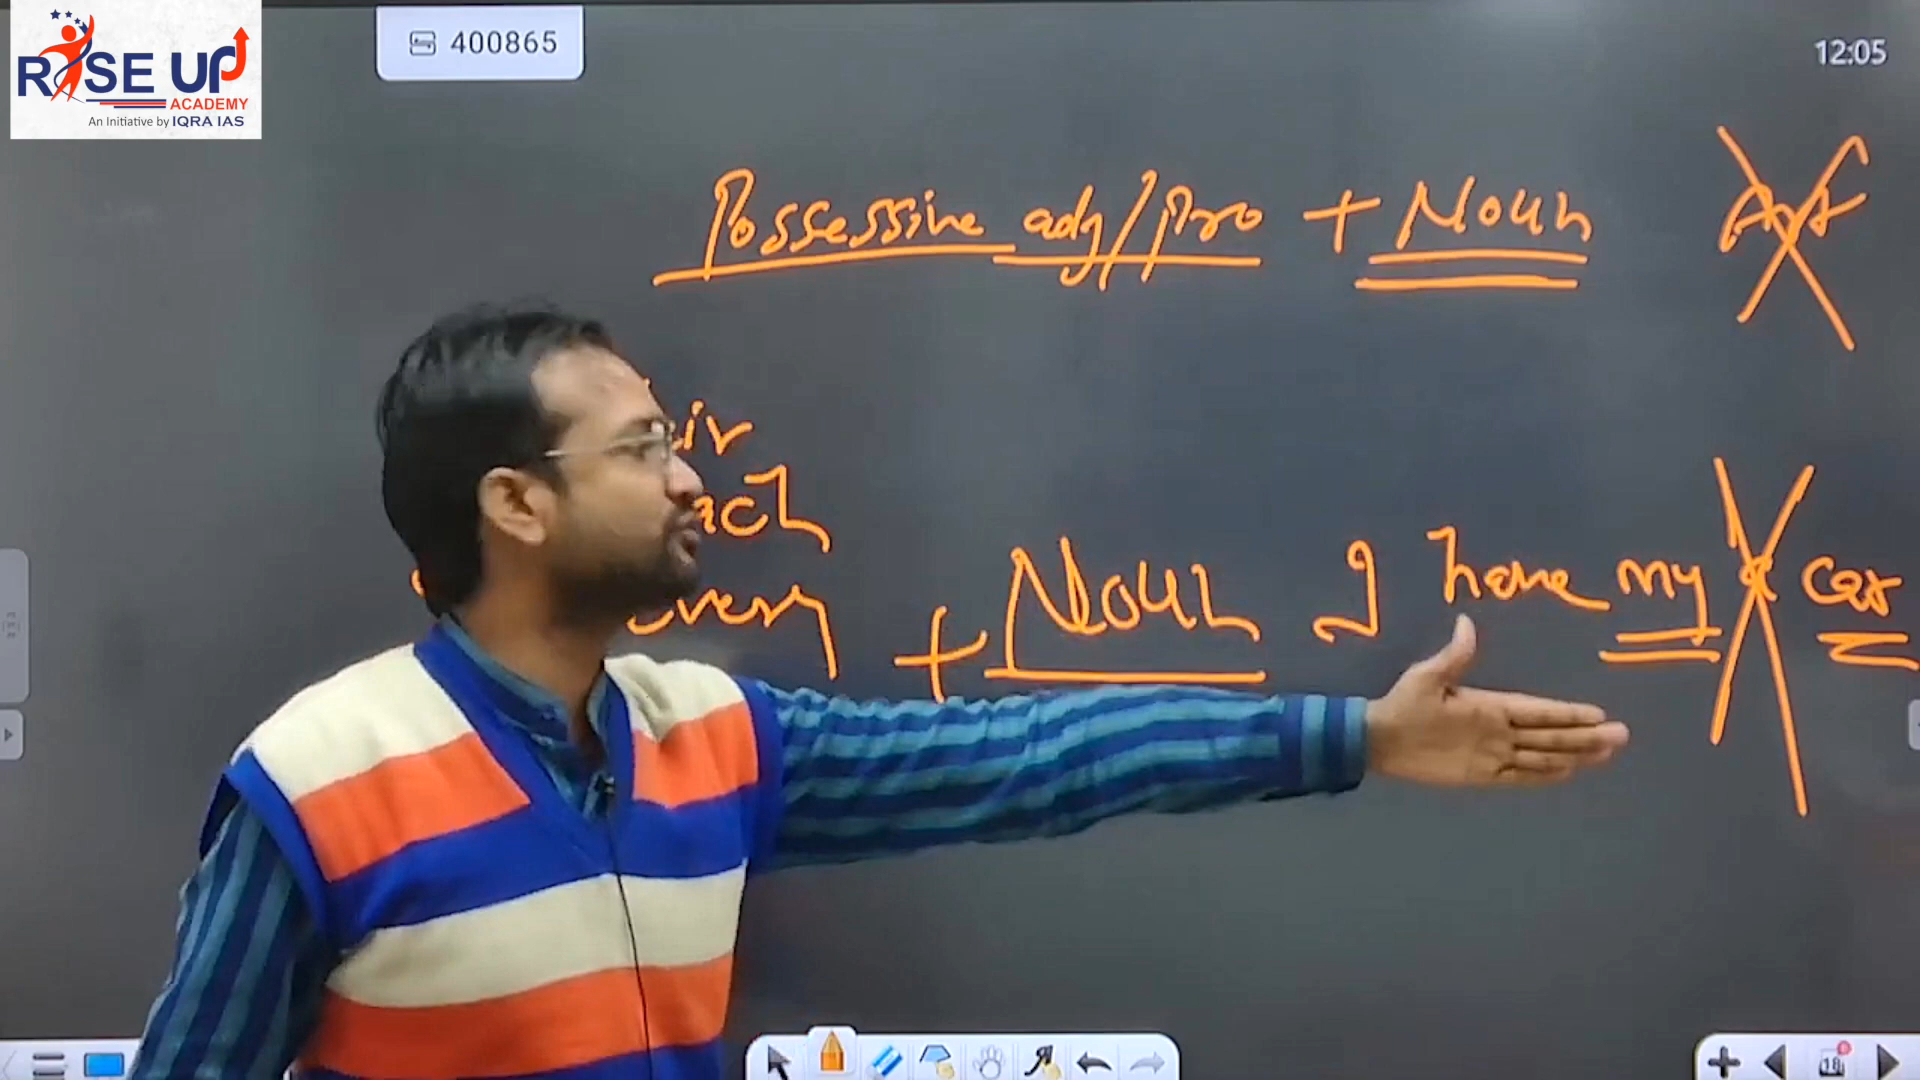 RISE UP
ACADEMY
An Initiative by IQRA IAS
400865
12:05
Possessive adj/pro + Noun Art
ir
ach
very + Noun I have my a car
18